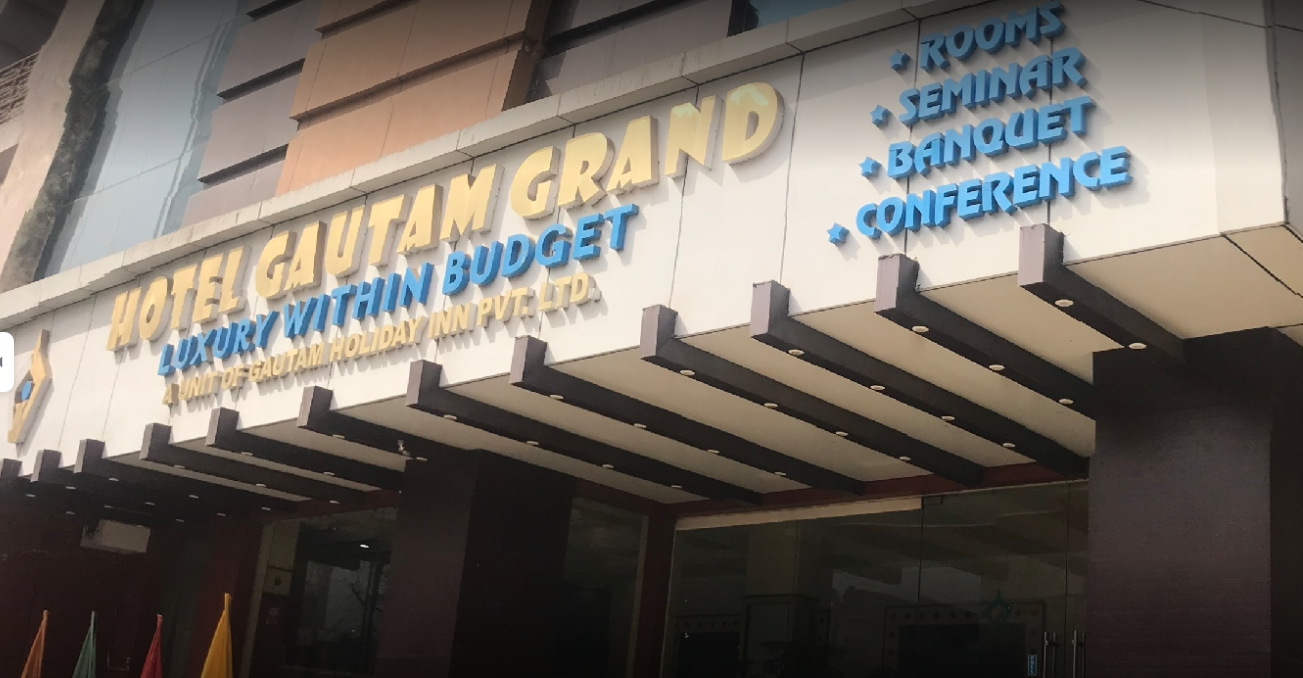 HOTEL GAUTAM GRAND
LUXURY WITHIN BUDGET
A UNIT OF GAUTAM HOLIDAY INN PVT. LTD.
ROOMS
SEMINAR
BANQUET
CONFERENCE